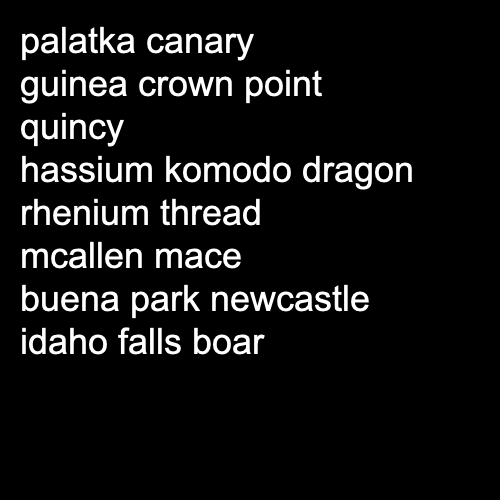 palatka canary
guinea crown point
quincy
hassium komodo dragon
rhenium thread
mcallen mace
buena park newcastle
idaho falls boar